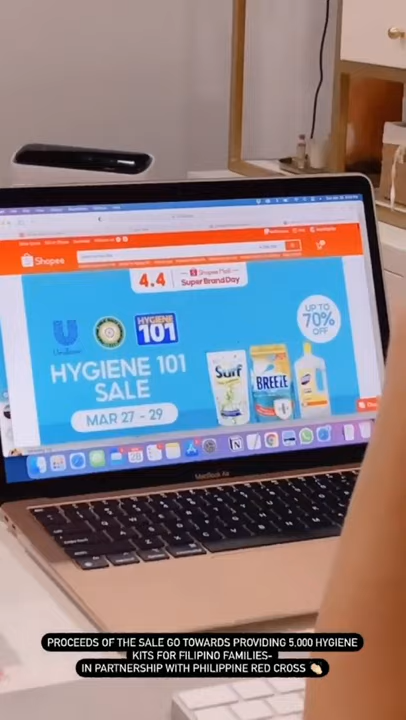 Shopee
4.4
Shopee Mall
Super Brand Day
Unilever
HYGIENE
101
UP TO
70%
OFF
HYGIENE 101
SALE
MAR 27 - 29
Surf
BREEZE
MacBook Air
PROCEEDS OF THE SALE GO TOWARDS PROVIDING 5,000 HYGIENE
KITS FOR FILIPINO FAMILIES-
IN PARTNERSHIP WITH PHILIPPINE RED CROSS 👏🏻